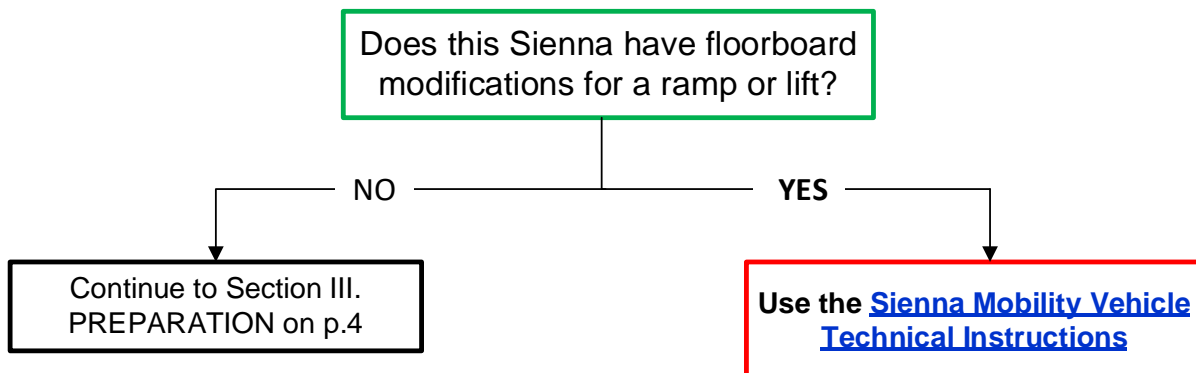 Does this Sienna have floorboard
modifications for a ramp or lift?
NO
YES
Continue to Section III.
PREPARATION on p.4
Use the Sienna Mobility Vehicle
Technical Instructions